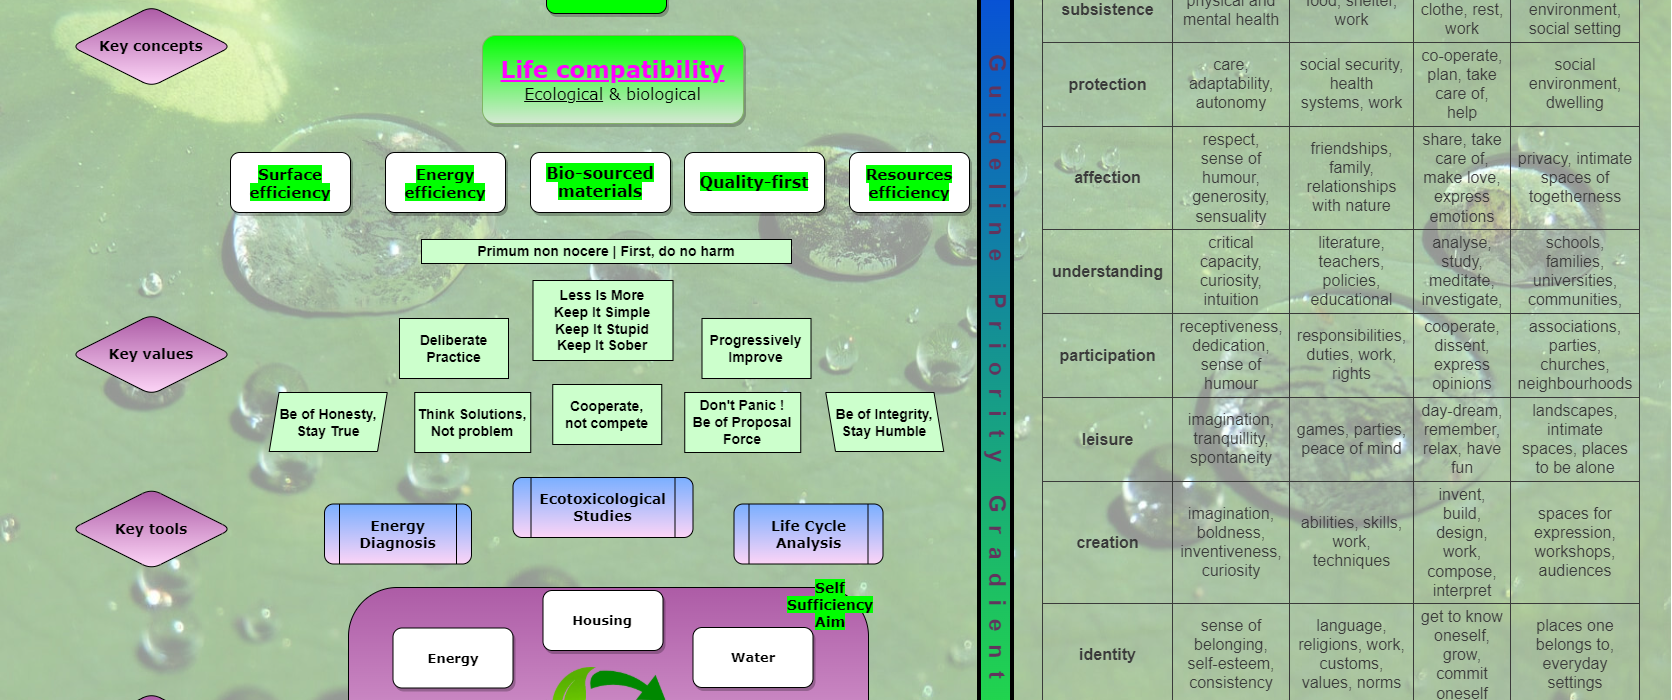 Key concepts
Life compatibility
Ecological & biological
Surface
efficiency
Energy
efficiency
Bio-sourced
materials
Quality-first
Resources
efficiency
Primum non nocere | First, do no harm
Key values
Less Is More
Keep It Simple
Keep It Stupid
Keep It Sober
Deliberate
Practice
Progressively
Improve
Be of Honesty,
Stay True
Think Solutions,
Not problem
Cooperate,
not compete
Don't Panic !
Be of Proposal
Force
Be of Integrity,
Stay Humble
Key tools
Energy
Diagnosis
Ecotoxicological
Studies
Life Cycle
Analysis
Self
Sufficiency
Aim
Housing
Energy
Water
Guideline Priority Gradient
subsistence
physical and
mental health
food, shelter,
work
clothe, rest,
work
environment,
social setting
protection
care,
adaptability,
autonomy
social security,
health
systems, work
co-operate,
plan, take
care of,
help
social
environment,
dwelling
affection
respect,
sense of
humour,
generosity,
sensuality
friendships,
family,
relationships
with nature
share, take
care of,
make love,
express
emotions
privacy, intimate
spaces of
togetherness
understanding
critical
capacity,
curiosity,
intuition
literature,
teachers,
policies,
educational
analyse,
study,
meditate,
investigate,
schools,
families,
universities,
communities,
participation
receptiveness,
dedication,
sense of
humour
responsibilities,
duties, work,
rights
cooperate,
dissent,
express
opinions
associations,
parties,
churches,
neighbourhoods
leisure
imagination,
tranquillity,
spontaneity
games, parties,
peace of mind
day-dream,
remember,
relax, have
fun
landscapes,
intimate
spaces, places
to be alone
creation
imagination,
boldness,
inventiveness,
curiosity
abilities, skills,
work,
techniques
invent,
build,
design,
work,
compose,
interpret
spaces for
expression,
workshops,
audiences
identity
sense of
belonging,
self-esteem,
consistency
language,
religions, work,
customs,
values, norms
get to know
oneself,
grow,
commit
oneself
places one
belongs to,
everyday
settings